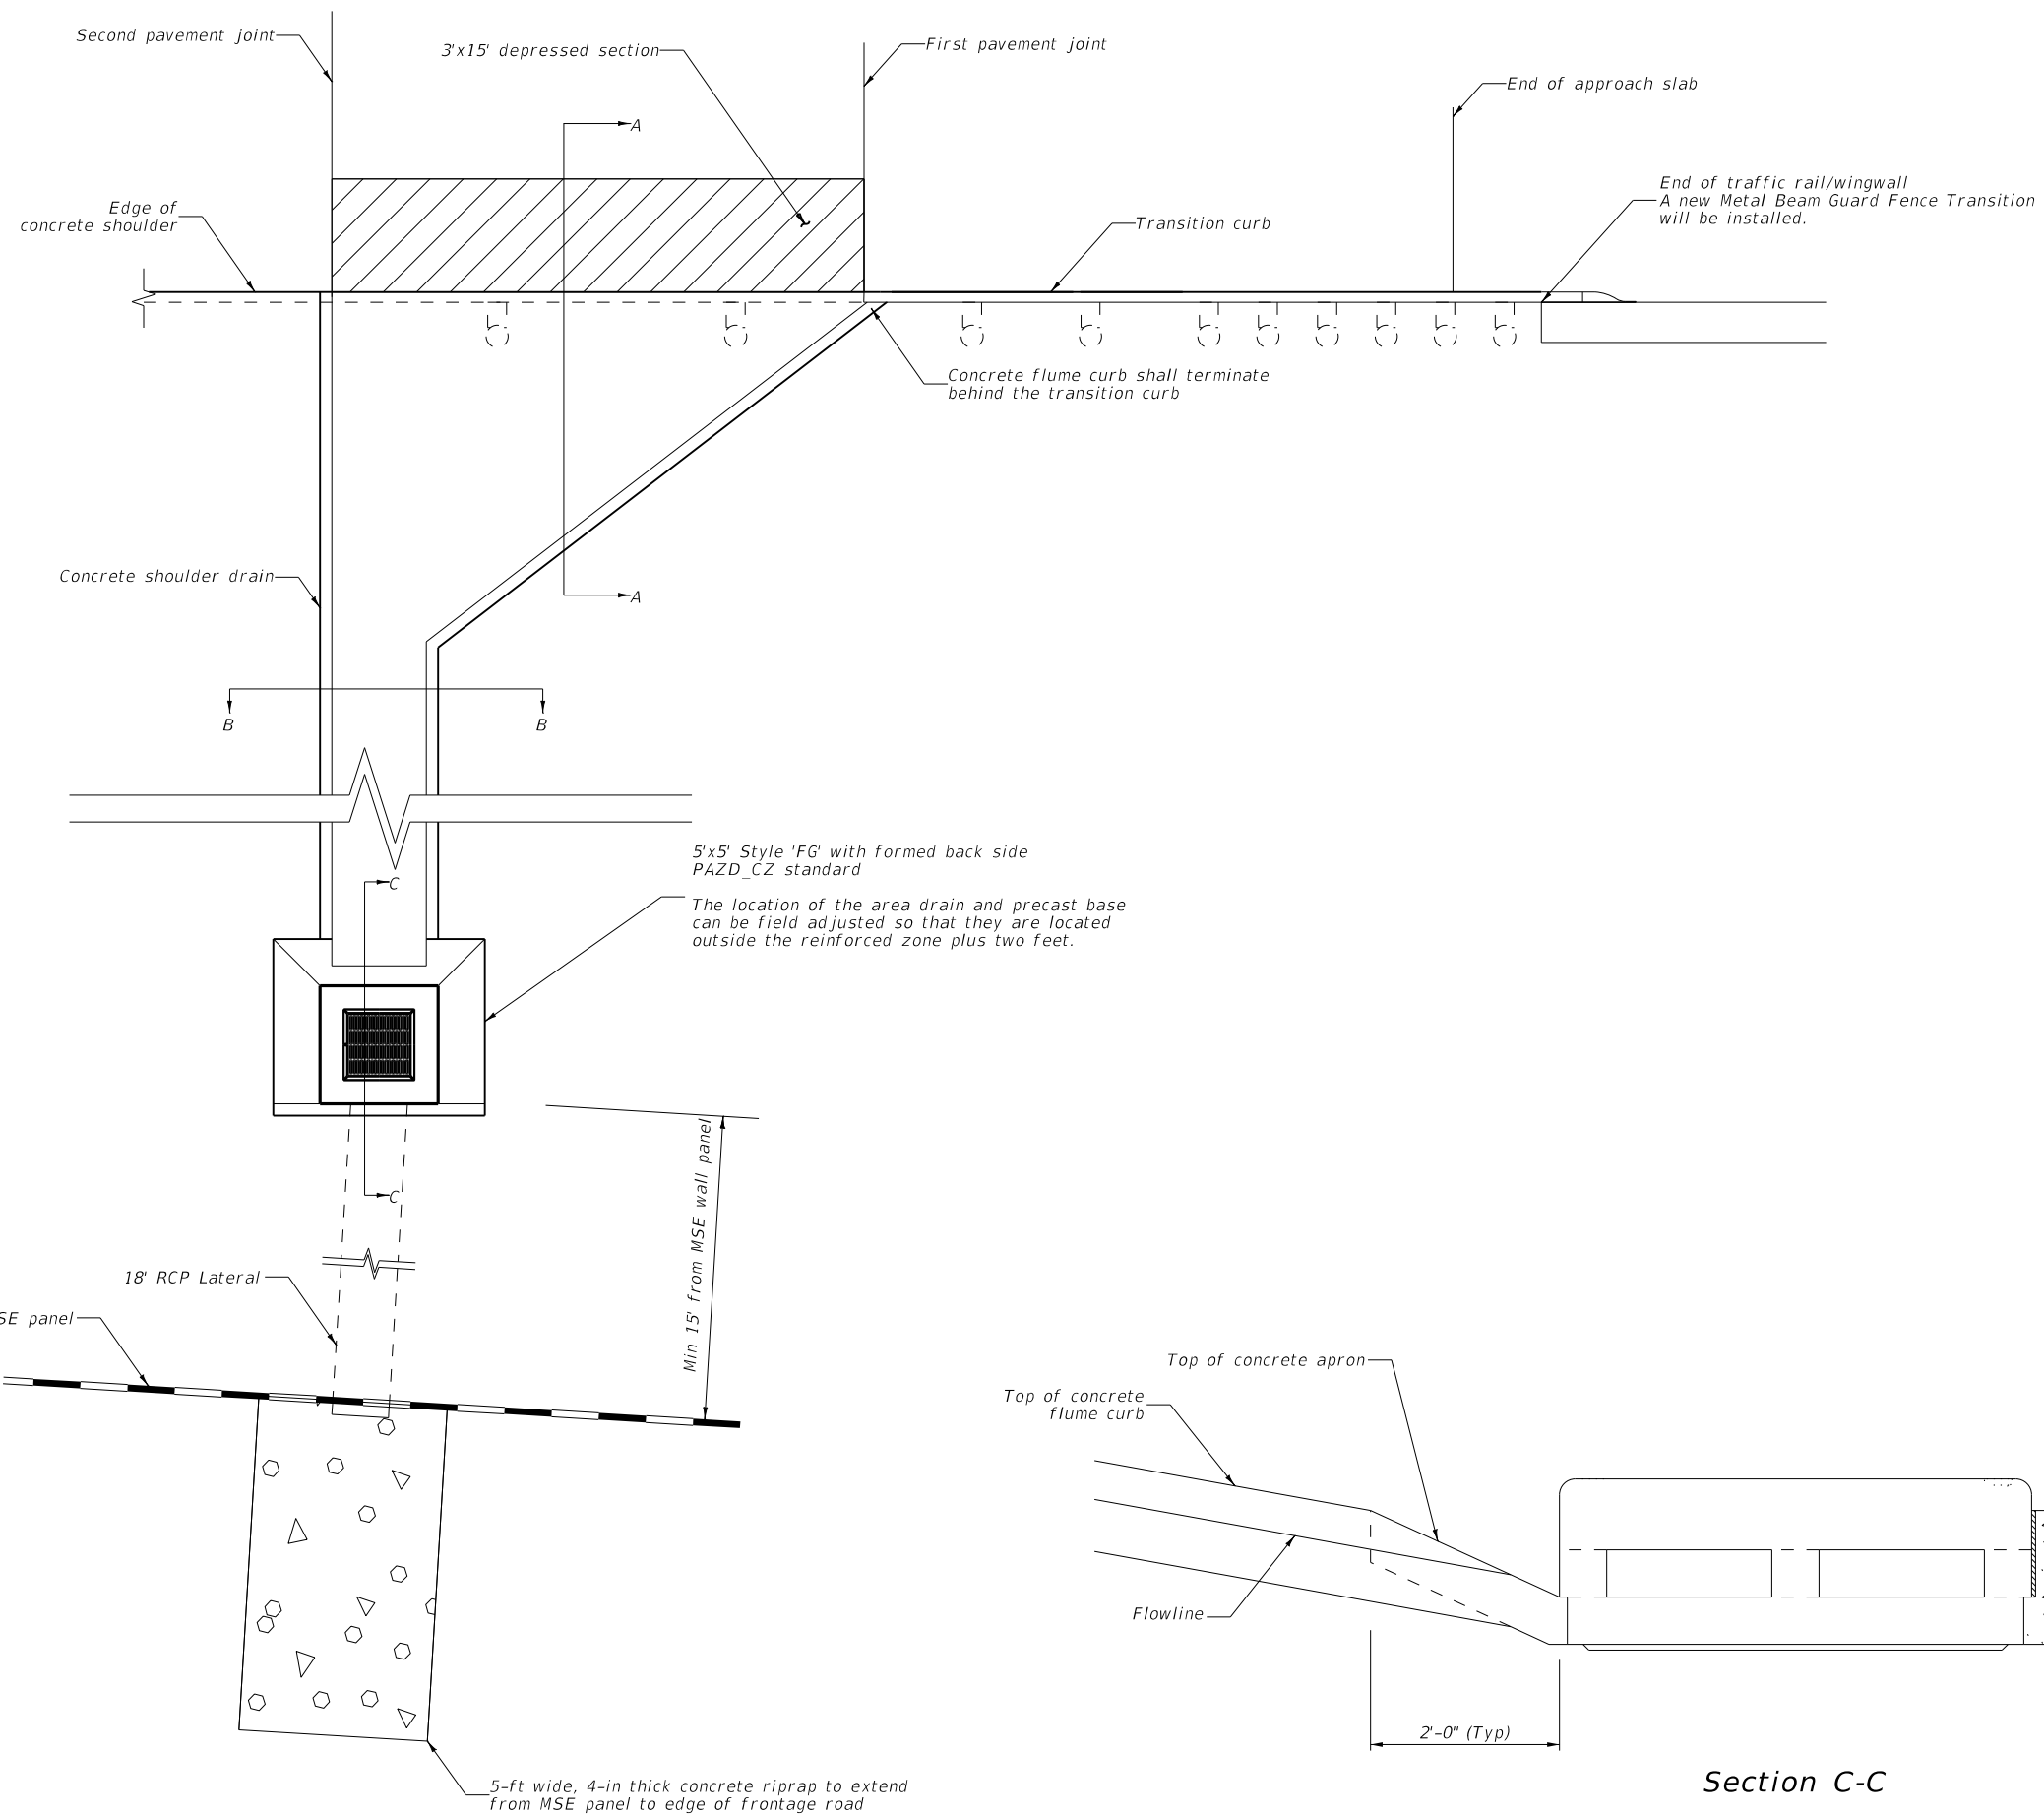 Second pavement joint
3'x15' depressed section
First pavement joint
End of approach slab
A
End of traffic rail/wingwall
A new Metal Beam Guard Fence Transition
will be installed.
Edge of
concrete shoulder
Transition curb
Concrete flume curb shall terminate
behind the transition curb
Concrete shoulder drain
A
B
B
5'x5' Style 'FG' with formed back side
PAZD_CZ standard
The location of the area drain and precast base
can be field adjusted so that they are located
outside the reinforced zone plus two feet.
C
Min 15' from MSE wall panel
C
18' RCP Lateral
SE panel
Top of concrete apron
Top of concrete
flume curb
Flowline
2'-0" (Typ)
Section C-C
5-ft wide, 4-in thick concrete riprap to extend
from MSE panel to edge of frontage road